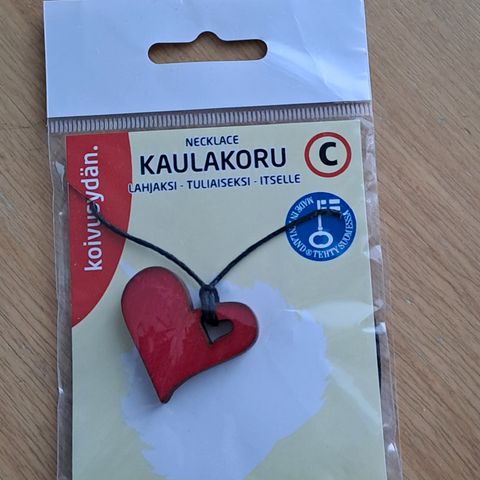 koivusydän.
NECKLACE
KAULAKORU
LAHJAKSI - TULIAISEKSI - ITSELLE
C
MADE IN FINLAND ® TEHTY SUOMESSA